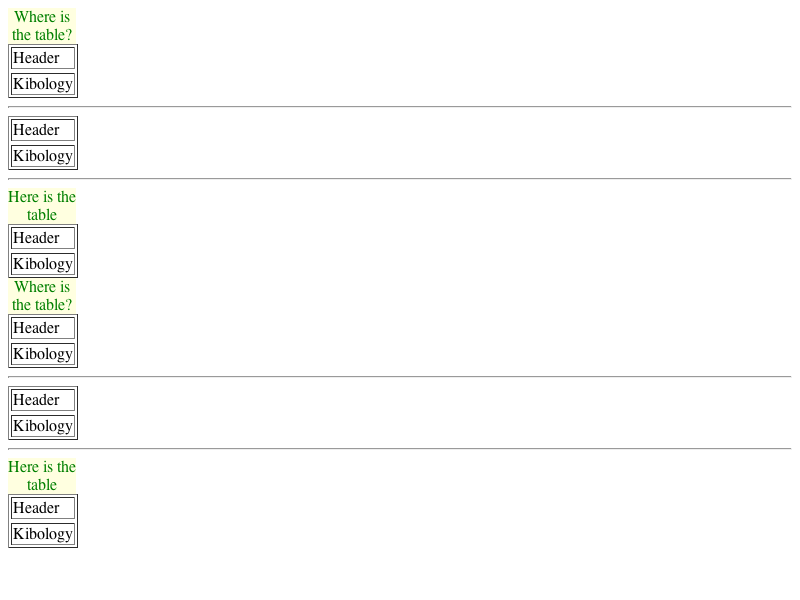 Where is
the table?
Header
Kibology
Header
Kibology
Here is the
table
Header
Kibology
Where is
the table?
Header
Kibology
Header
Kibology
Here is the
table
Header
Kibology